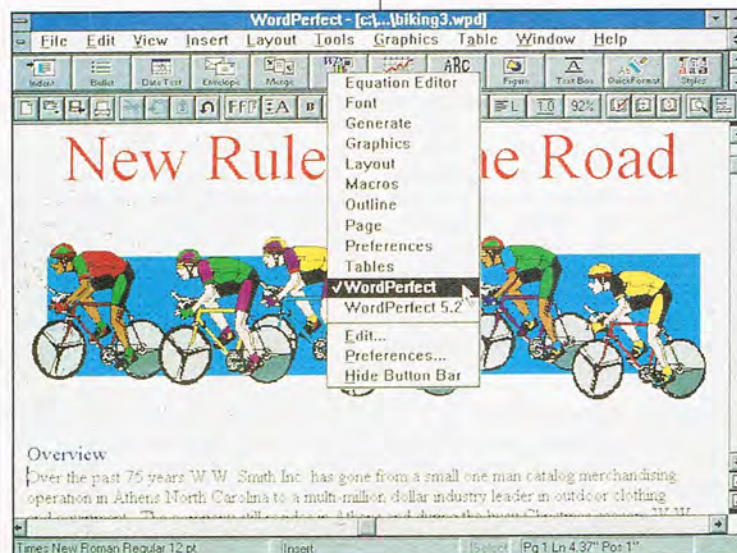 WordPerfect - [c:\...\biking3.wpd]
File Edit View Insert Layout Tools Graphics Table Window Help
Indent Bullet Date Text Envelope Merge ABC Figure Text Box QuickFormat Styles
B L 1.0 92%
Equation Editor
Font
Generate
Graphics
Layout
Macros
Outline
Page
Preferences
Tables
✓WordPerfect
WordPerfect 5.2
Edit...
Preferences...
Hide Button Bar
New Rule e Road
Overview
Over the past 75 years W.W. Smith Inc. has gone from a small one man catalog merchandising
operation in Athens North Carolina to a multi-million dollar industry leader in outdoor clothing
Times New Roman Regular 12 pt Insert Select Pg 1 Ln 4.37" Pos 1"